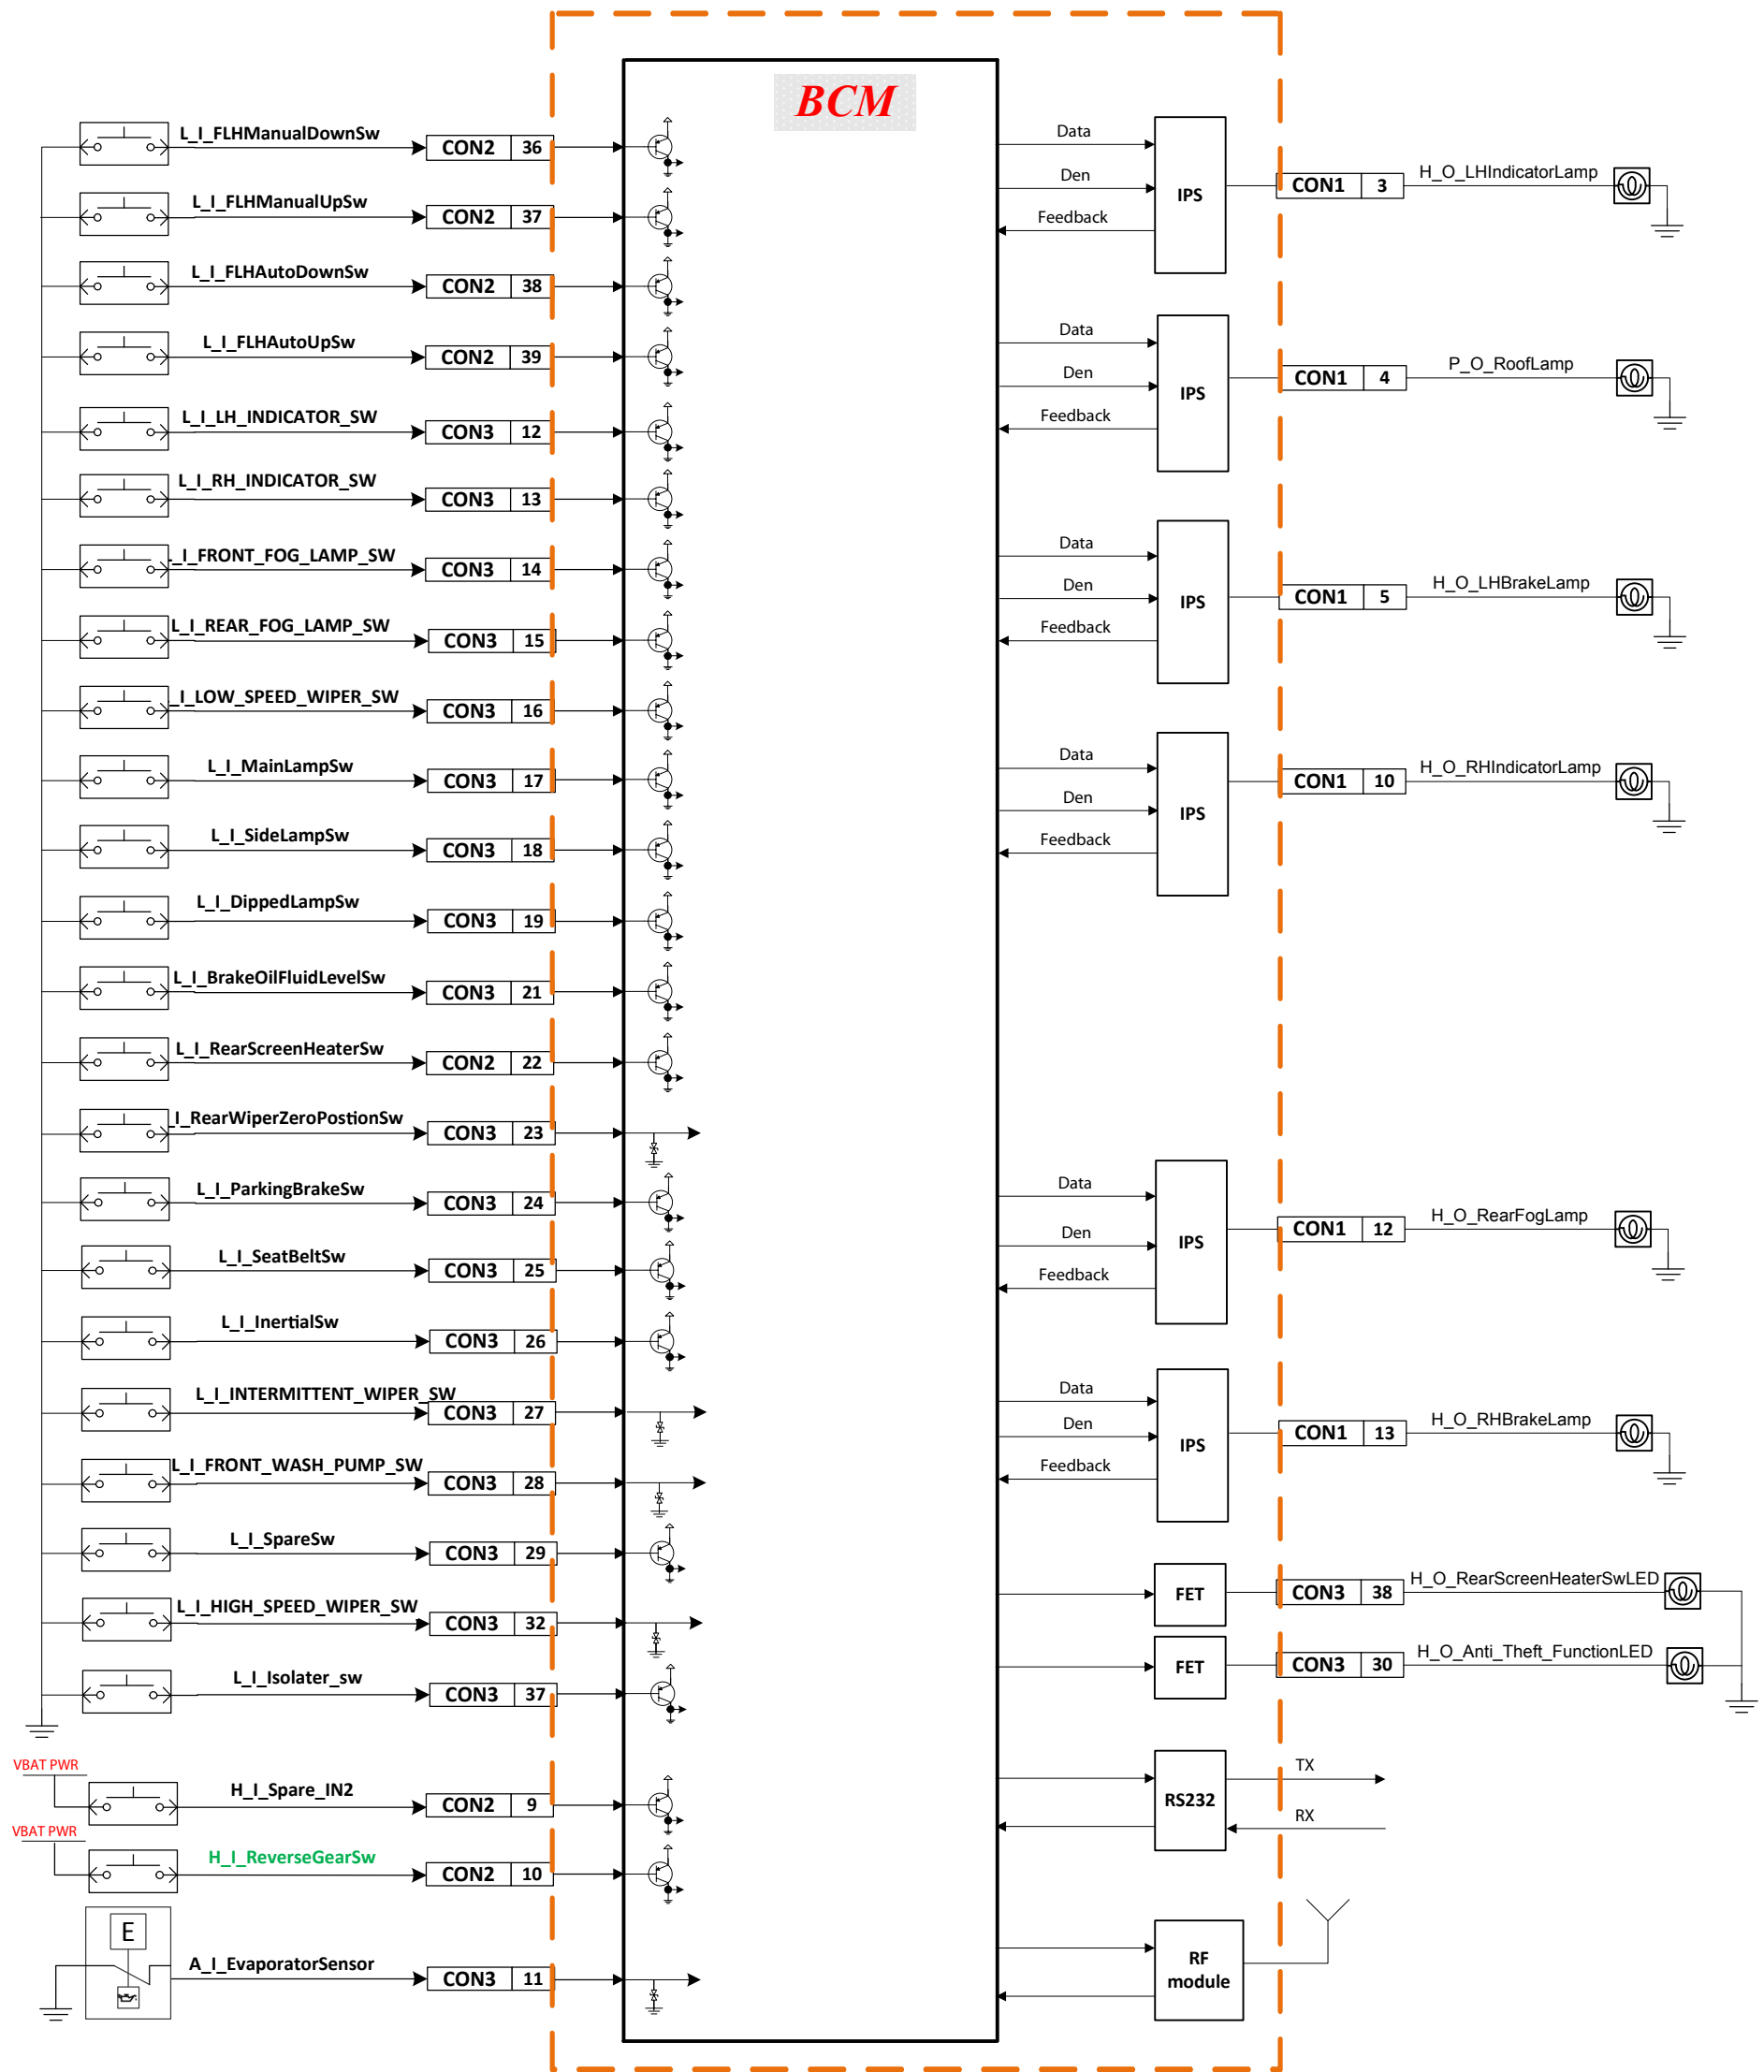 BCM
L_I_FLHManualDownSw
CON2 36
L_I_FLHManualUpSw
CON2 37
L_I_FLHAutoDownSw
CON2 38
L_I_FLHAutoUpSw
CON2 39
L_I_LH_INDICATOR_SW
CON3 12
L_I_RH_INDICATOR_SW
CON3 13
_I_FRONT_FOG_LAMP_SW
CON3 14
L_I_REAR_FOG_LAMP_SW
CON3 15
_I_LOW_SPEED_WIPER_SW
CON3 16
L_I_MainLampSw
CON3 17
L_I_SideLampSw
CON3 18
L_I_DippedLampSw
CON3 19
L_I_BrakeOilFluidLevelSw
CON3 21
L_I_RearScreenHeaterSw
CON2 22
_I_RearWiperZeroPostionSw
CON3 23
L_I_ParkingBrakeSw
CON3 24
L_I_SeatBeltSw
CON3 25
L_I_InertialSw
CON3 26
L_I_INTERMITTENT_WIPER_SW
CON3 27
L_I_FRONT_WASH_PUMP_SW
CON3 28
L_I_SpareSw
CON3 29
L_I_HIGH_SPEED_WIPER_SW
CON3 32
L_I_Isolater_sw
CON3 37
VBAT PWR
H_I_Spare_IN2
CON2 9
VBAT PWR
H_I_ReverseGearSw
CON2 10
E
A_I_EvaporatorSensor
CON3 11
Data
Den
Feedback
IPS
CON1 3
H_O_LHIndicatorLamp
Data
Den
Feedback
IPS
CON1 4
P_O_RoofLamp
Data
Den
Feedback
IPS
CON1 5
H_O_LHBrakeLamp
Data
Den
Feedback
IPS
CON1 10
H_O_RHIndicatorLamp
Data
Den
Feedback
IPS
CON1 12
H_O_RearFogLamp
Data
Den
Feedback
IPS
CON1 13
H_O_RHBrakeLamp
FET
CON3 38
H_O_RearScreenHeaterSwLED
FET
CON3 30
H_O_Anti_Theft_FunctionLED
RS232
TX
RX
RF
module